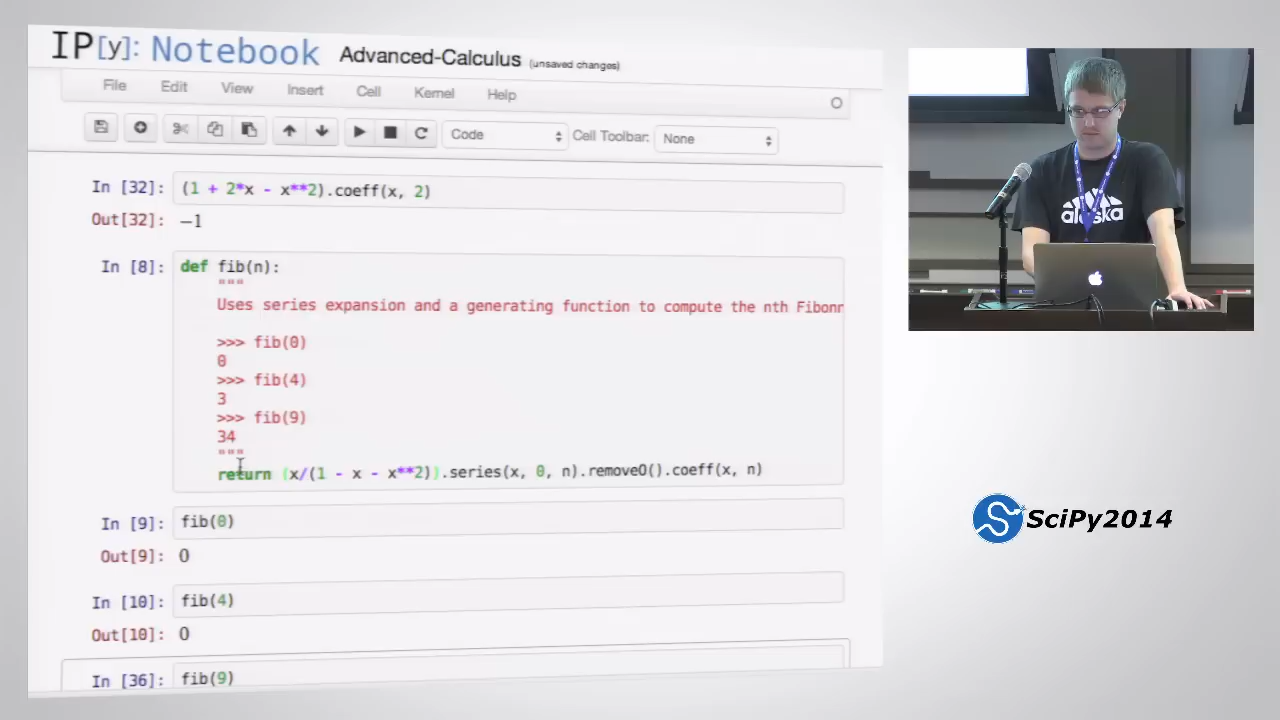 IP[y]: Notebook Advanced-Calculus (unsaved changes)
File Edit View Insert Cell Kernel Help
Code Cell Toolbar: None
In [32]: (1 + 2*x - x**2).coeff(x, 2)
Out[32]: −1
In [8]: def fib(n):
"""
Uses series expansion and a generating function to compute the nth Fibonn
>>> fib(0)
0
>>> fib(4)
3
>>> fib(9)
34
"""
return (x/(1 - x - x**2)).series(x, 0, n).removeO().coeff(x, n)
In [9]: fib(0)
Out[9]: 0
In [10]: fib(4)
Out[10]: 0
In [36]: fib(9)
alaska
SciPy2014